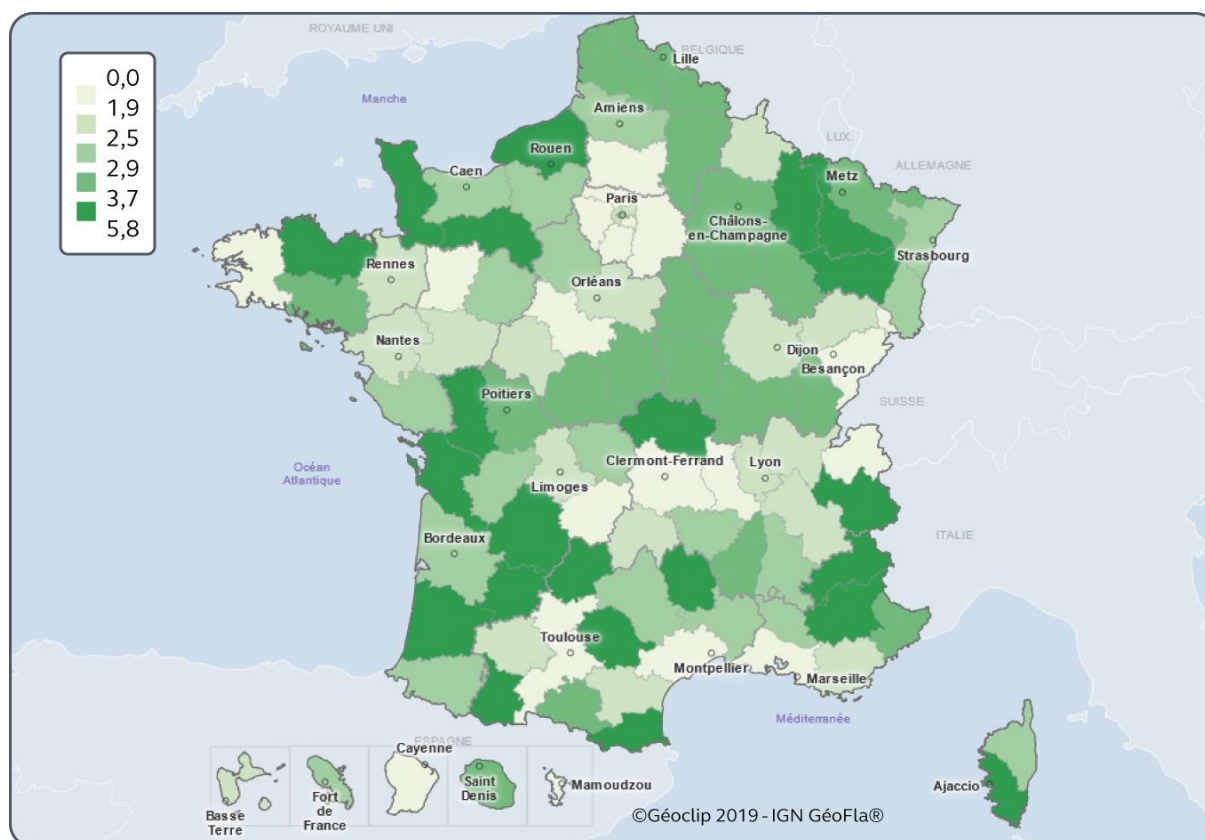 ROYAUME UNI
BELGIQUE
Lille
0,0
1,9
2,5
2,9
3,7
5,8
Manche
Amiens
LUX.
ALLEMAGNE
Rouen
Caen
Metz
Paris
Châlons-
en-Champagne
Strasbourg
Rennes
Orléans
Nantes
Dijon
Besançon
Poitiers
SUISSE
Océan
Atlantique
Clermont-Ferrand
Lyon
Limoges
ITALIE
Bordeaux
Toulouse
Montpellier
Marseille
Méditerranée
ESPAGNE
Cayenne
Basse
Terre
Fort
de
France
Saint
Denis
Mamoudzou
Ajaccio
©Géoclip 2019 - IGN GéoFla®